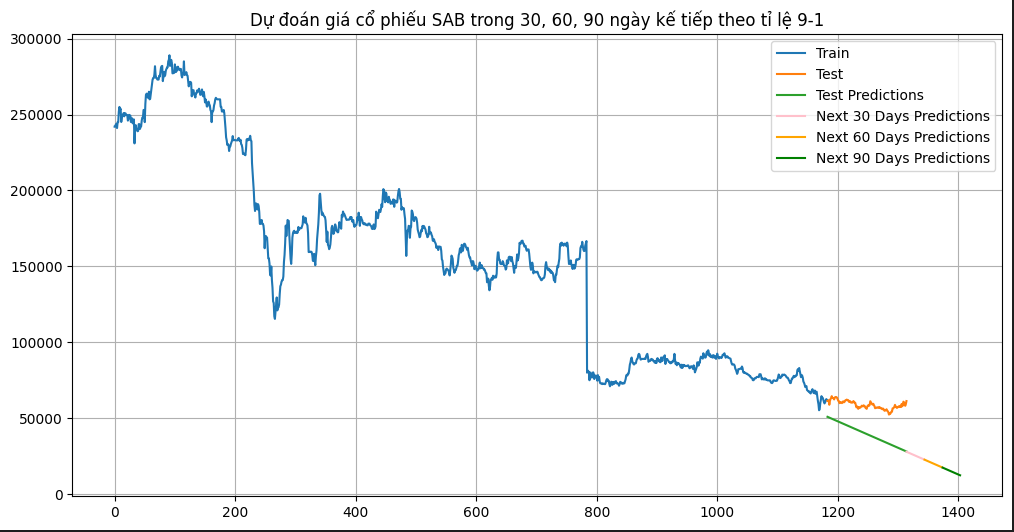 Dự đoán giá cổ phiếu SAB trong 30, 60, 90 ngày kế tiếp theo tỉ lệ 9-1
300000
250000
200000
150000
100000
50000
0
Train
Test
Test Predictions
Next 30 Days Predictions
Next 60 Days Predictions
Next 90 Days Predictions
0 200 400 600 800 1000 1200 1400